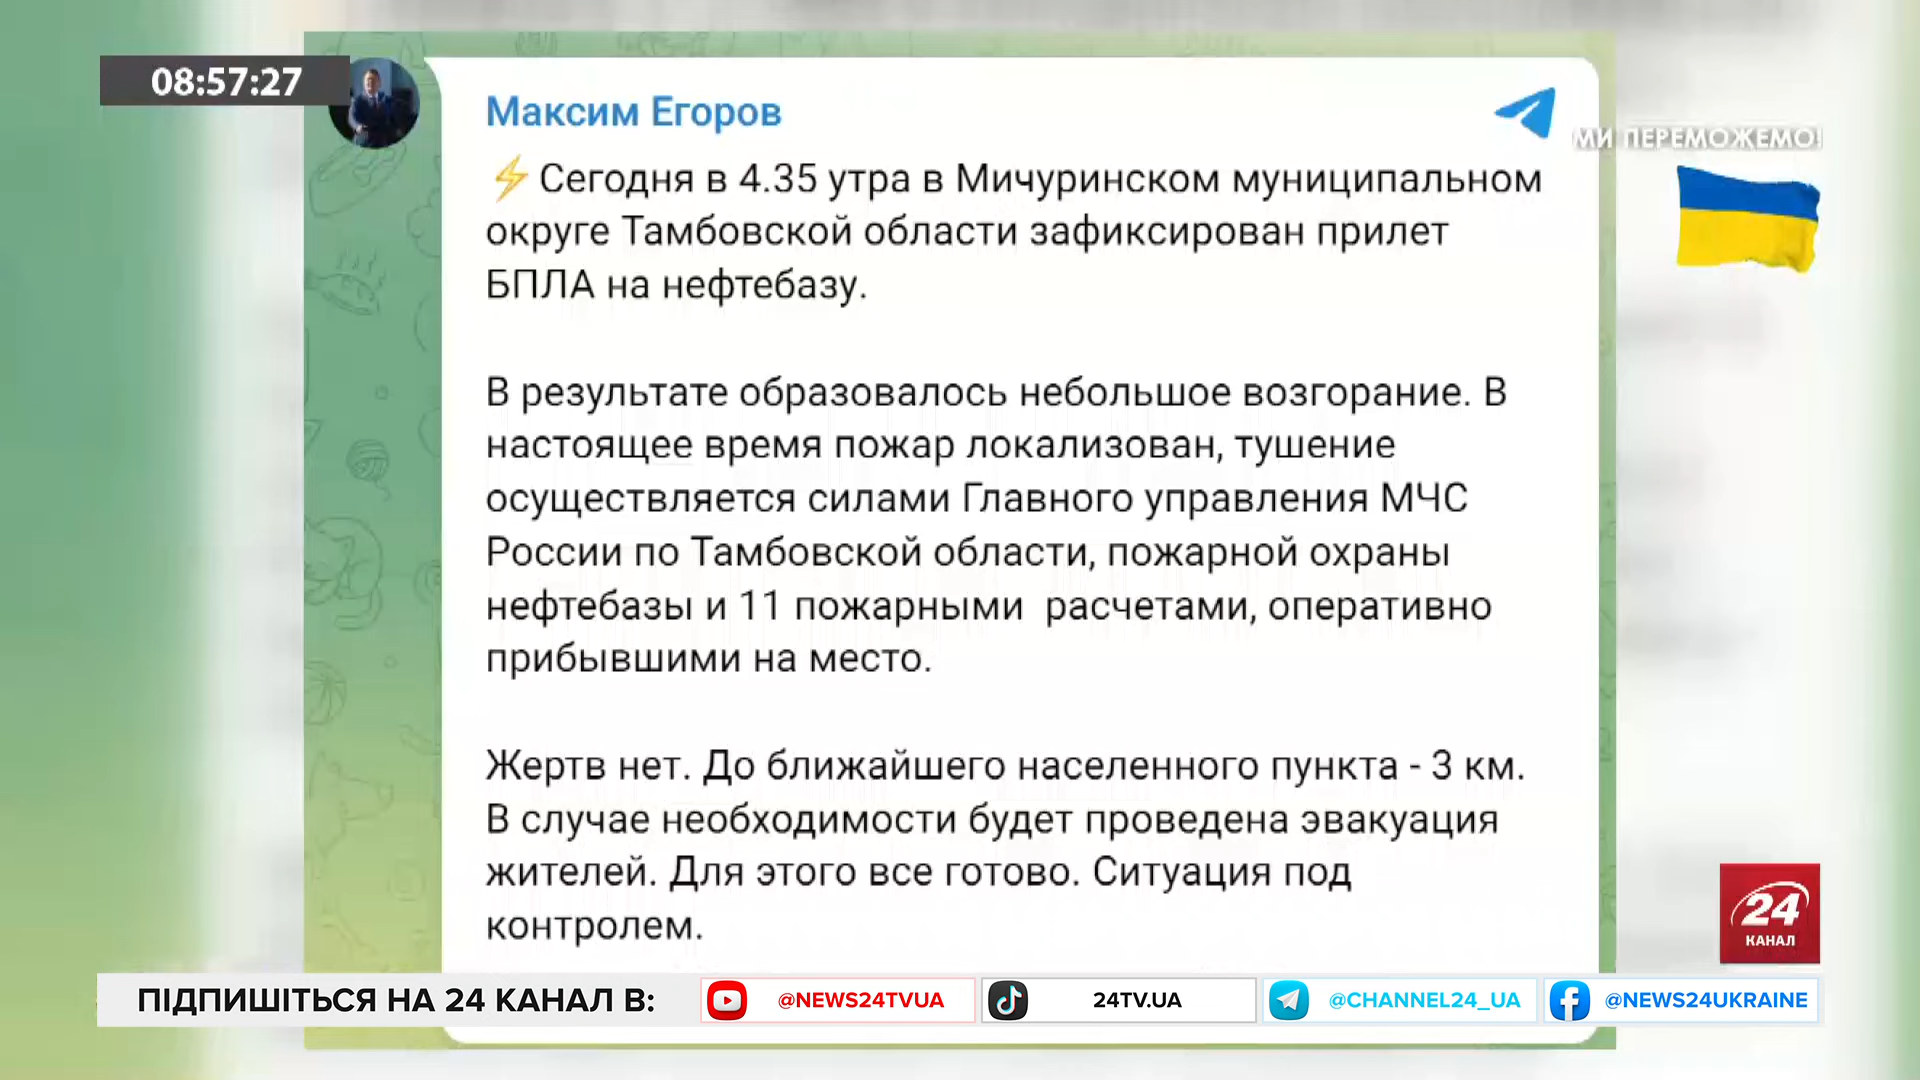 08:57:27
Максим Егоров
МИ ПЕРЕМОЖЕМО!
⚡Сегодня в 4.35 утра в Мичуринском муниципальном
округе Тамбовской области зафиксирован прилет
БПЛА на нефтебазу.
В результате образовалось небольшое возгорание. В
настоящее время пожар локализован, тушение
осуществляется силами Главного управления МЧС
России по Тамбовской области, пожарной охраны
нефтебазы и 11 пожарными расчетами, оперативно
прибывшими на место.
Жертв нет. До ближайшего населенного пункта - 3 км.
В случае необходимости будет проведена эвакуация
жителей. Для этого все готово. Ситуация под
контролем.
24
КАНАЛ
ПІДПИШІТЬСЯ НА 24 КАНАЛ В: @NEWS24TVUA 24TV.UA @CHANNEL24_UA @NEWS24UKRAINE